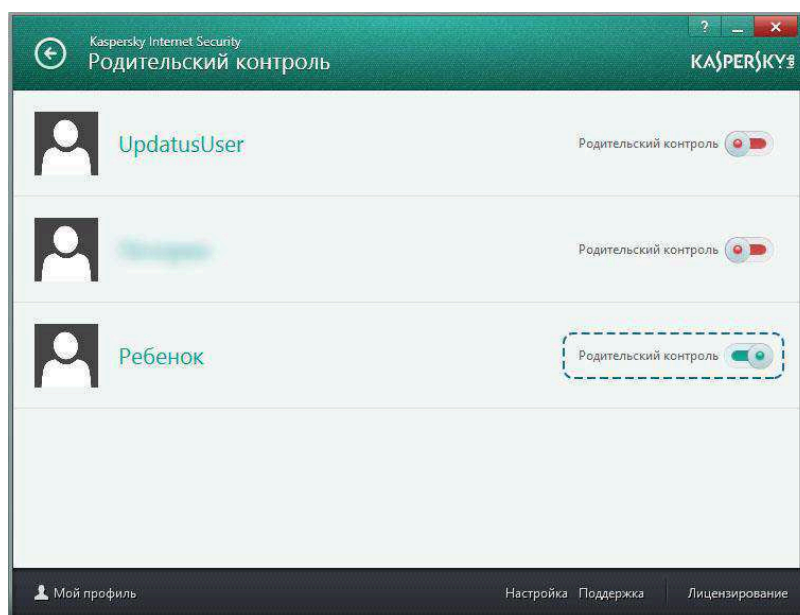 ?
Kaspersky Internet Security
Родительский контроль
KASPERSKY LAB
UpdatusUser
Родительский контроль
Родительский контроль
Ребенок
Родительский контроль
Мой профиль
Настройка Поддержка Лицензирование